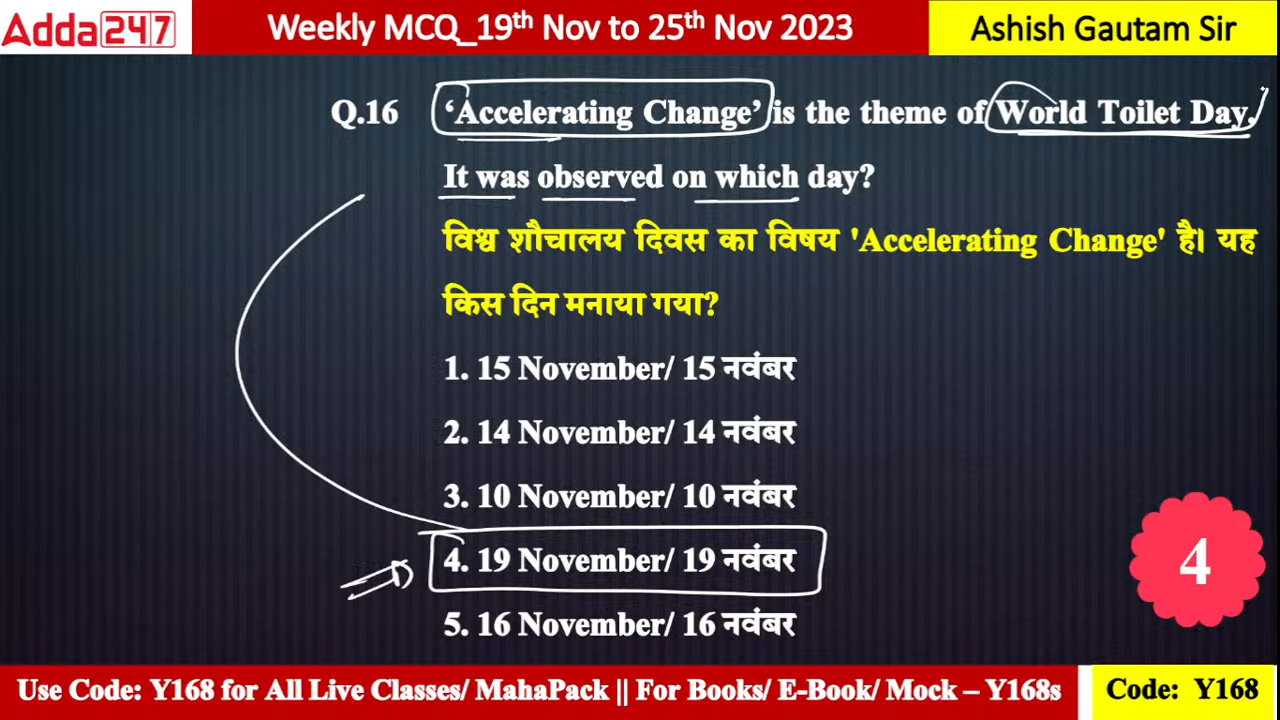 Adda247
Weekly MCQ_19th Nov to 25th Nov 2023
Ashish Gautam Sir
Q.16 ‘Accelerating Change’ is the theme of World Toilet Day.
It was observed on which day?
विश्व शौचालय दिवस का विषय 'Accelerating Change' है। यह
किस दिन मनाया गया?
1. 15 November/ 15 नवंबर
2. 14 November/ 14 नवंबर
3. 10 November/ 10 नवंबर
4. 19 November/ 19 नवंबर
5. 16 November/ 16 नवंबर
4
Use Code: Y168 for All Live Classes/ MahaPack || For Books/ E-Book/ Mock – Y168s
Code: Y168